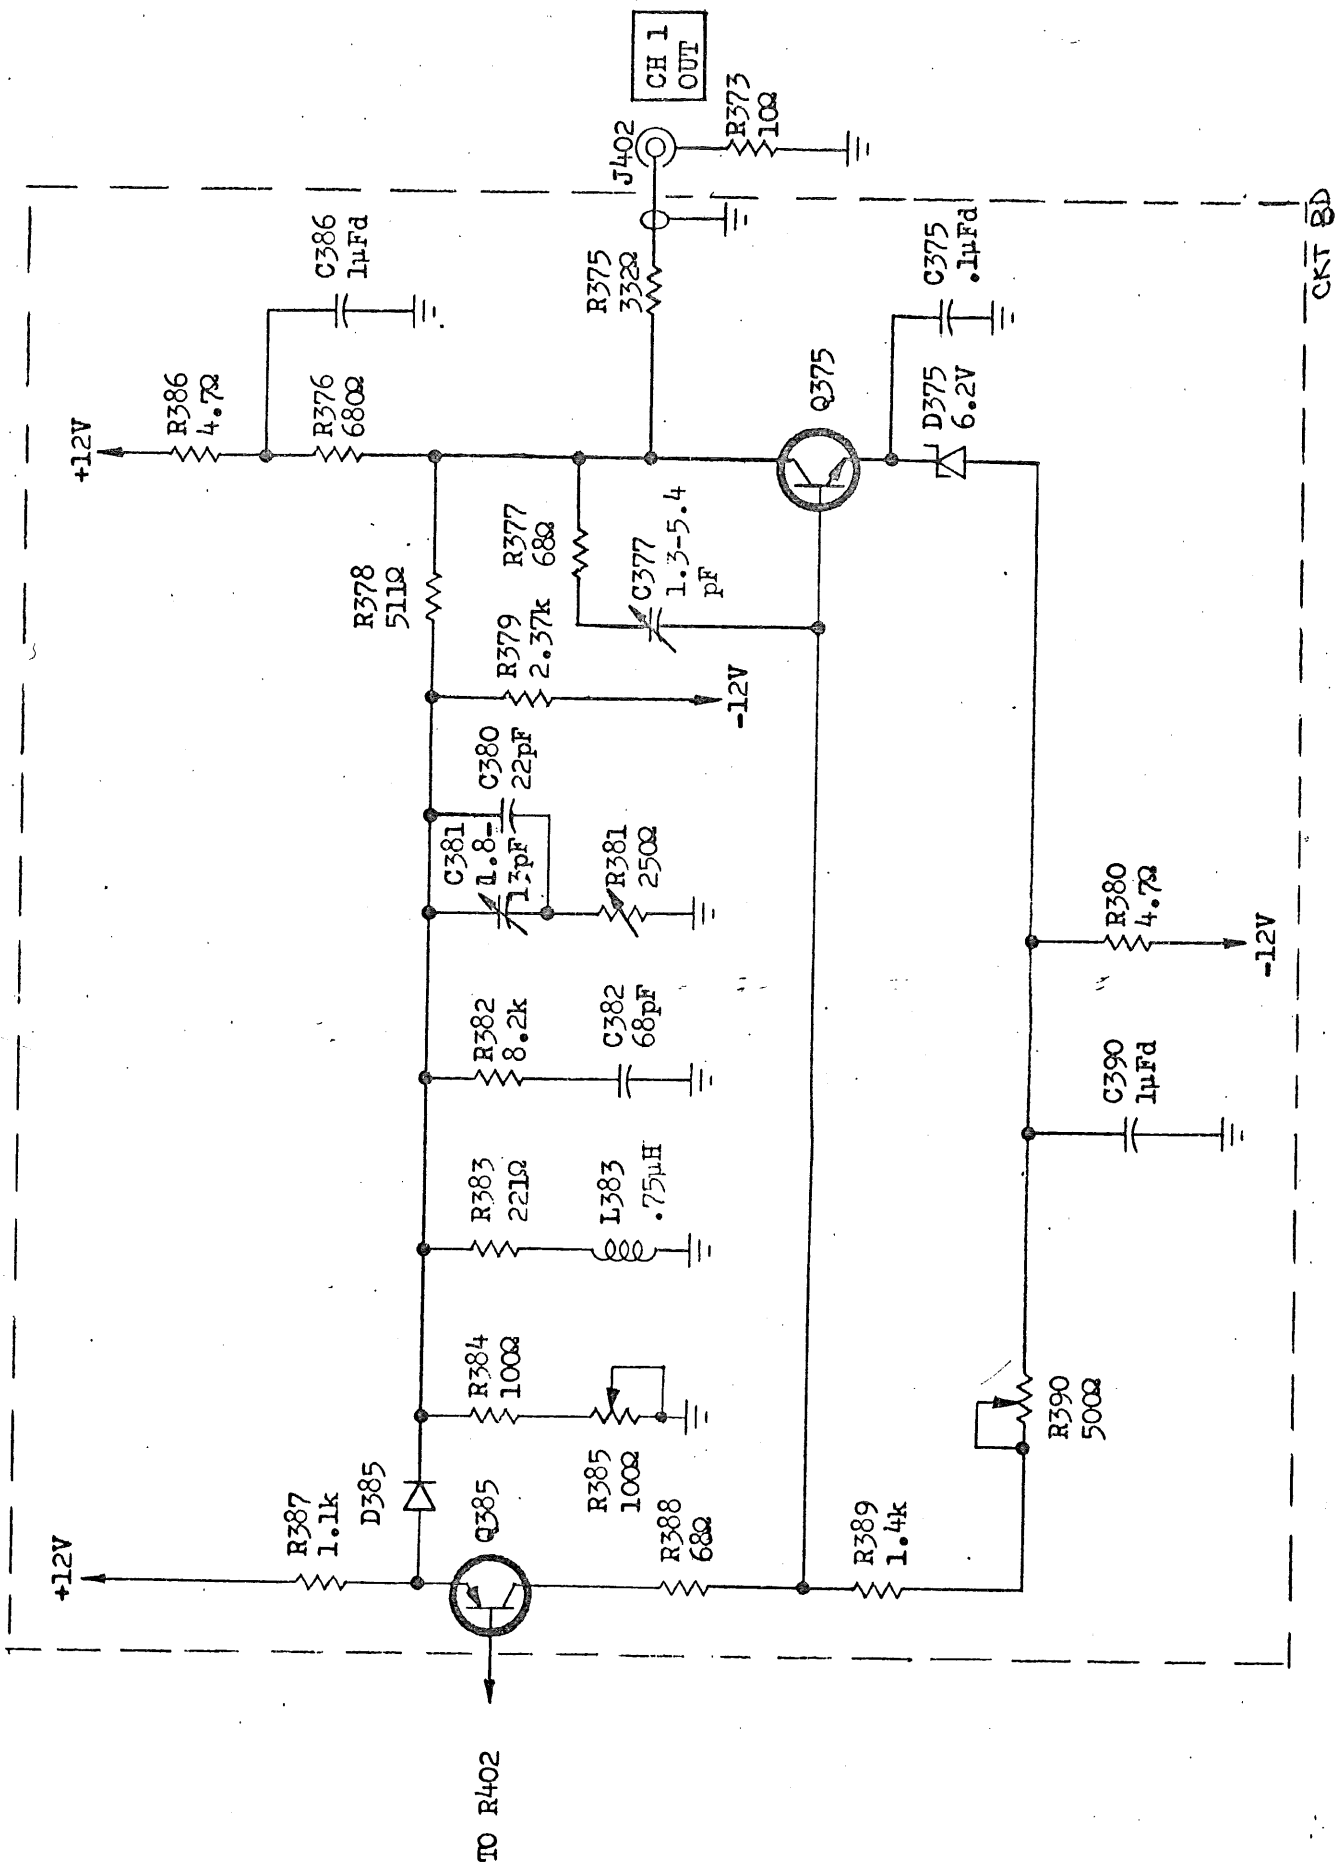 +12V
R386
4.7Ω
C386
1µFd
R376
680Ω
R378
511Ω
R375
332Ω
J402
CH 1
OUT
R373
10Ω
R377
68Ω
C377
1.3-5.4
pF
Q375
D375
6.2V
C375
.1µFd
R379
2.37k
-12V
C380
22pF
C381
1.8-
13pF
R381
250Ω
R382
8.2k
C382
68pF
R383
221Ω
L383
.75µH
R384
100Ω
R385
100Ω
+12V
R387
1.1k
D385
Q385
R388
68Ω
R389
1.4k
R390
500Ω
C390
1µFd
R380
4.7Ω
-12V
TO R402
CKT BD